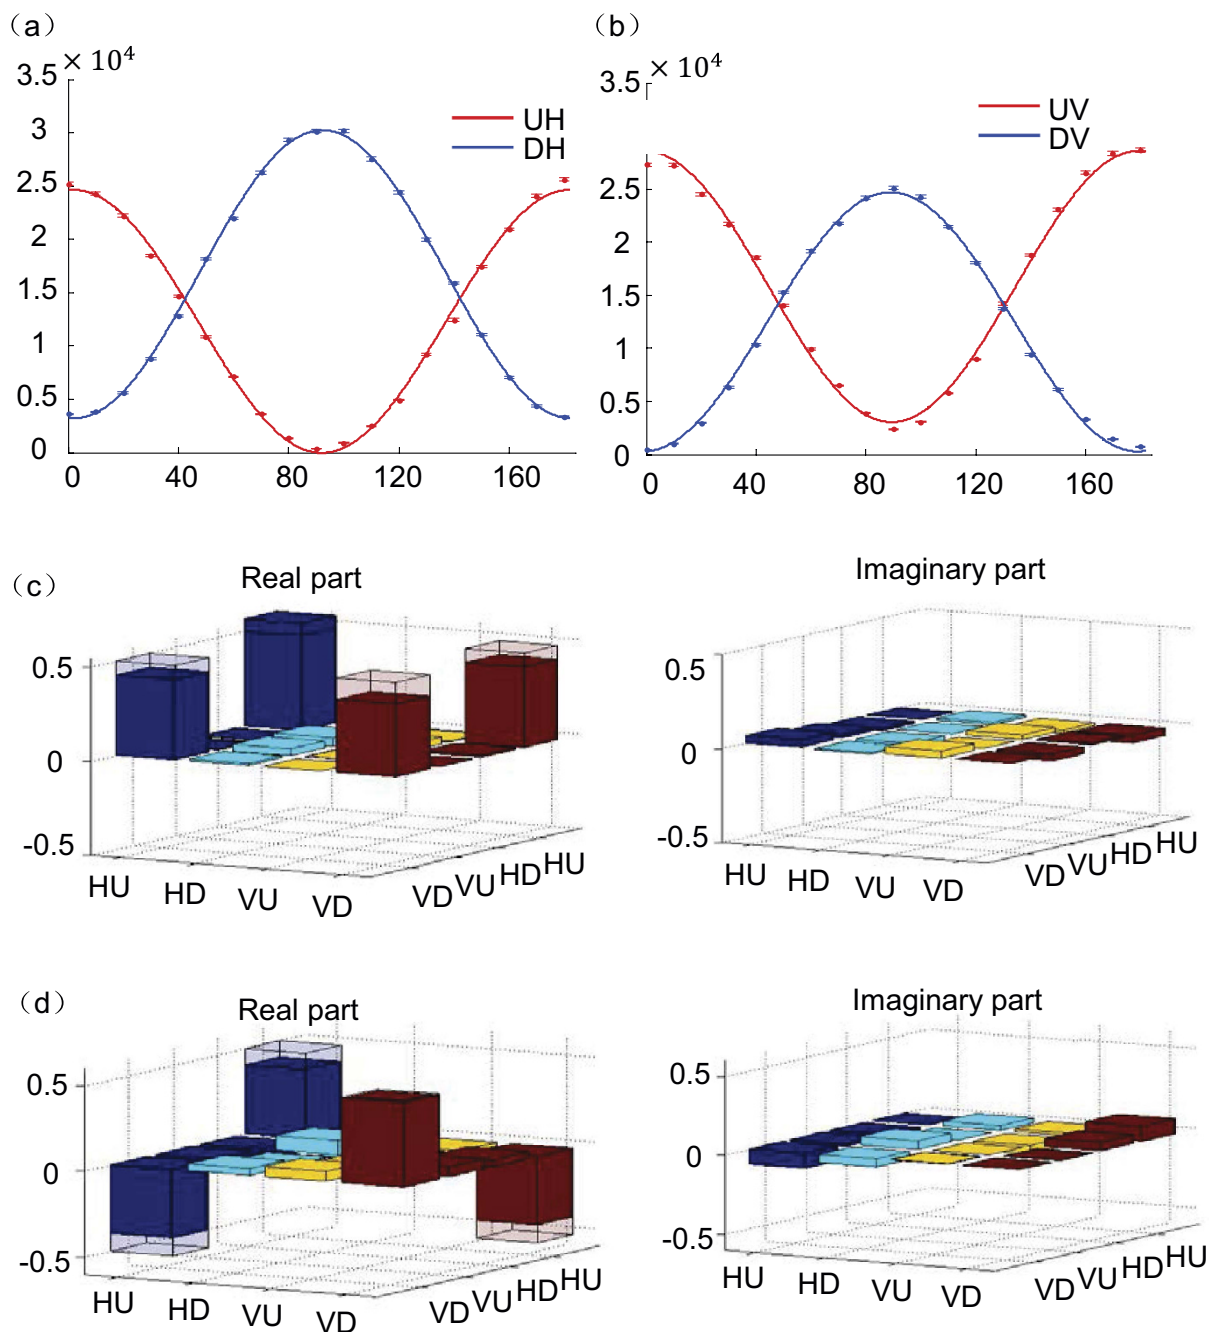 (a)
× 10⁴
3.5
3
2.5
2
1.5
1
0.5
0
0 40 80 120 160
UH
DH
(b)
× 10⁴
3.5
3
2.5
2
1.5
1
0.5
0
0 40 80 120 160
UV
DV
(c)
Real part
0.5
0
-0.5
HU HD VU VD
VD VU HD HU
Imaginary part
0.5
0
-0.5
HU HD VU VD
VD VU HD HU
(d)
Real part
0.5
0
-0.5
HU HD VU VD
VD VU HD HU
Imaginary part
0.5
0
-0.5
HU HD VU VD
VD VU HD HU